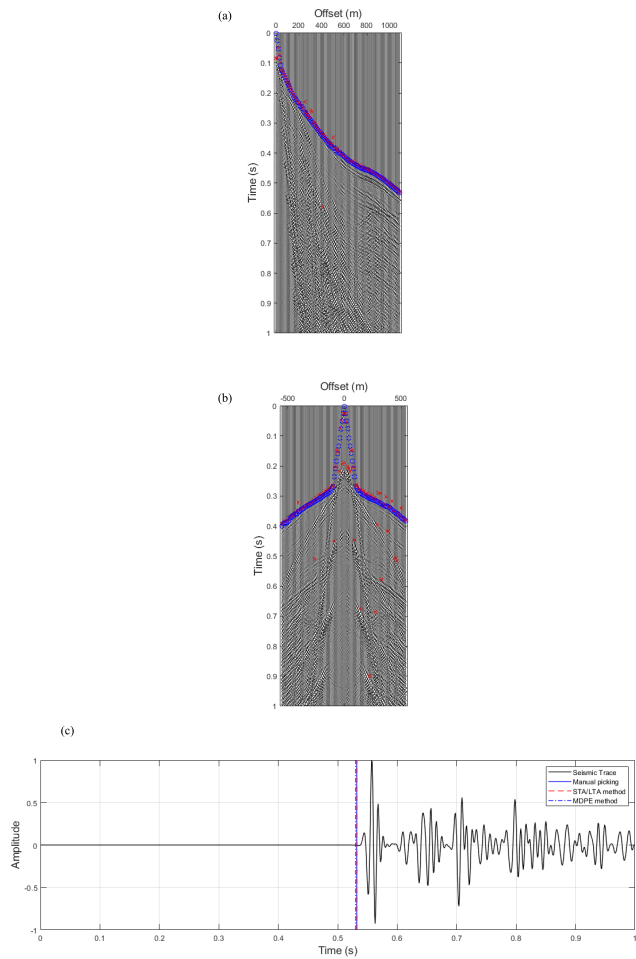 (a)
Offset (m)
0 200 400 600 800 1000
0
0.1
0.2
0.3
0.4
0.5
0.6
0.7
0.8
0.9
1
Time (s)
(b)
Offset (m)
-500 0 500
0
0.1
0.2
0.3
0.4
0.5
0.6
0.7
0.8
0.9
1
Time (s)
(c)
1
0.5
0
-0.5
-1
Amplitude
Seismic Trace
Manual picking
STA/LTA method
MDPE method
0 0.1 0.2 0.3 0.4 0.5 0.6 0.7 0.8 0.9 1
Time (s)